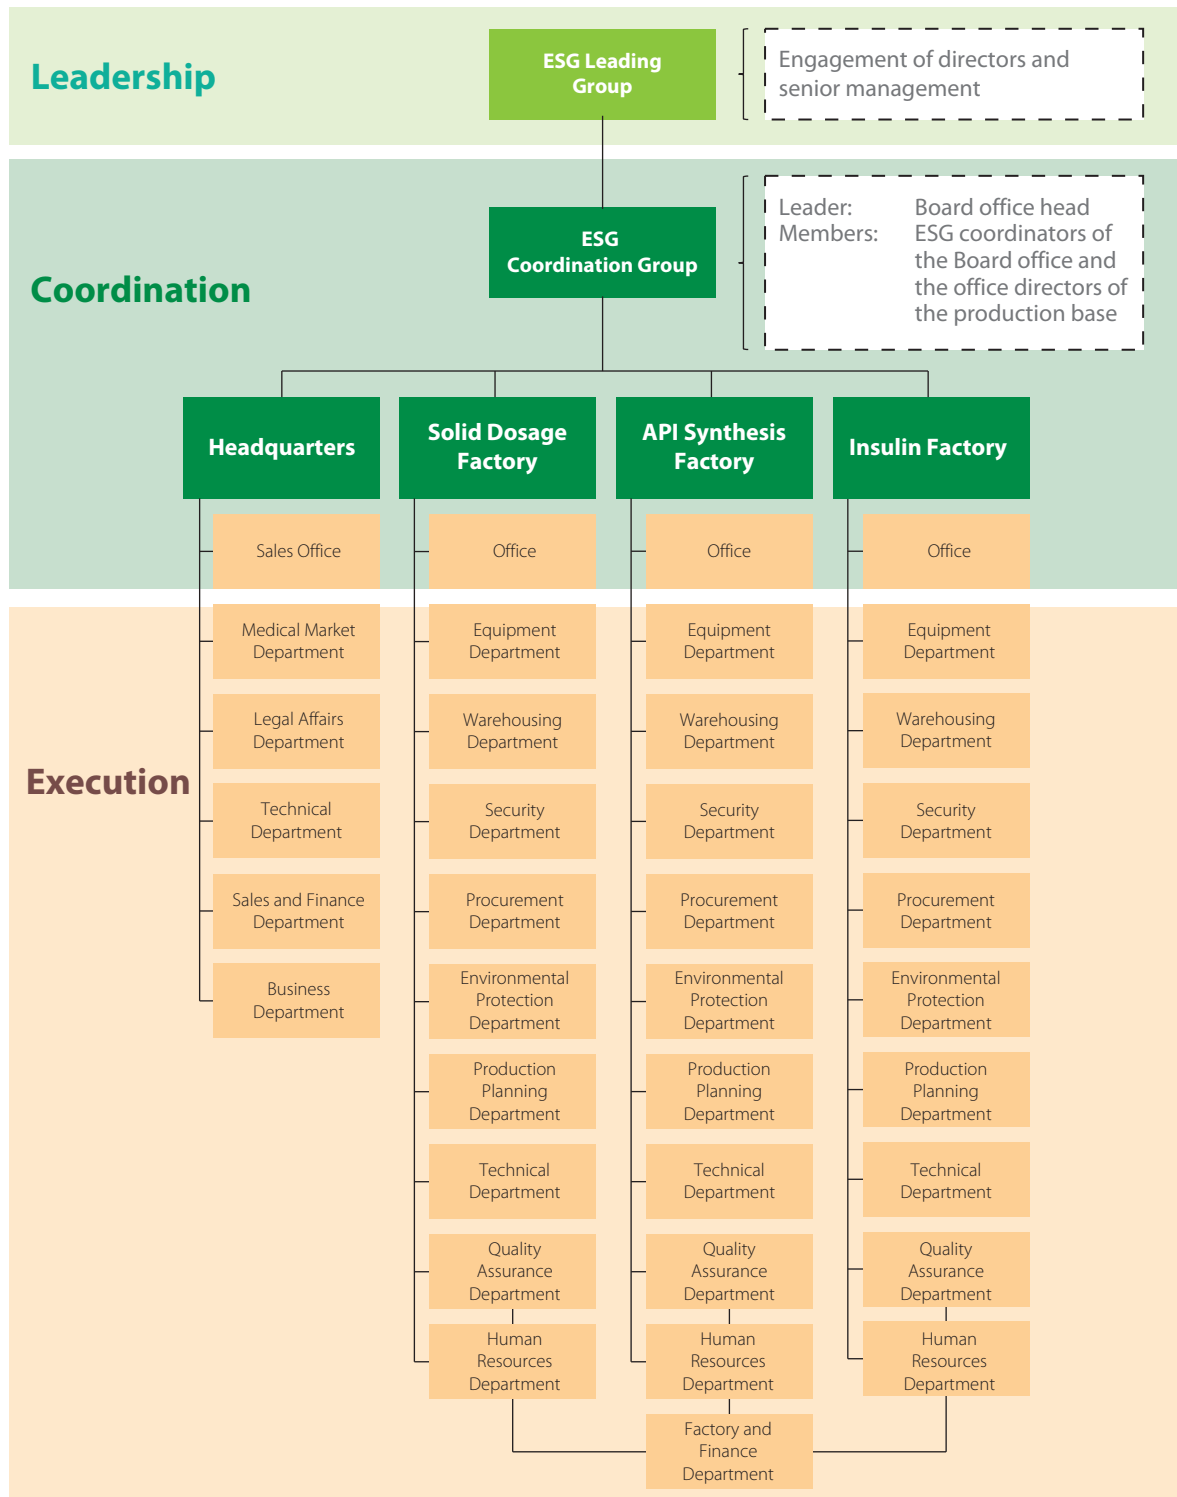 Leadership
ESG Leading
Group
Engagement of directors and
senior management
Coordination
ESG
Coordination Group
Leader: Board office head
Members: ESG coordinators of
the Board office and
the office directors of
the production base
Headquarters
Solid Dosage
Factory
API Synthesis
Factory
Insulin Factory
Sales Office
Office
Office
Office
Execution
Medical Market
Department
Equipment
Department
Equipment
Department
Equipment
Department
Legal Affairs
Department
Warehousing
Department
Warehousing
Department
Warehousing
Department
Technical
Department
Security
Department
Security
Department
Security
Department
Sales and Finance
Department
Procurement
Department
Procurement
Department
Procurement
Department
Business
Department
Environmental
Protection
Department
Environmental
Protection
Department
Environmental
Protection
Department
Production
Planning
Department
Production
Planning
Department
Production
Planning
Department
Technical
Department
Technical
Department
Technical
Department
Quality
Assurance
Department
Quality
Assurance
Department
Quality
Assurance
Department
Human
Resources
Department
Human
Resources
Department
Human
Resources
Department
Factory and
Finance
Department